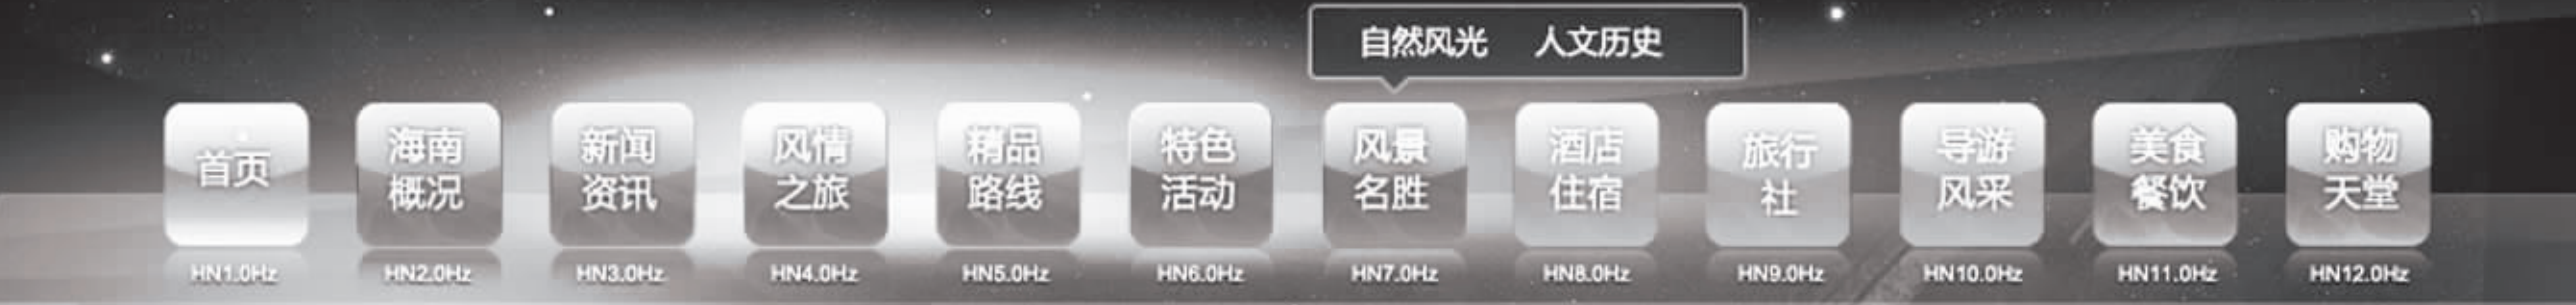 自然风光 人文历史
首页
海南
概况
新闻
资讯
风情
之旅
精品
路线
特色
活动
风景
名胜
酒店
住宿
旅行
社
导游
风采
美食
餐饮
购物
天堂
HN1.0Hz
HN2.0Hz
HN3.0Hz
HN4.0Hz
HN5.0Hz
HN6.0Hz
HN7.0Hz
HN8.0Hz
HN9.0Hz
HN10.0Hz
HN11.0Hz
HN12.0Hz